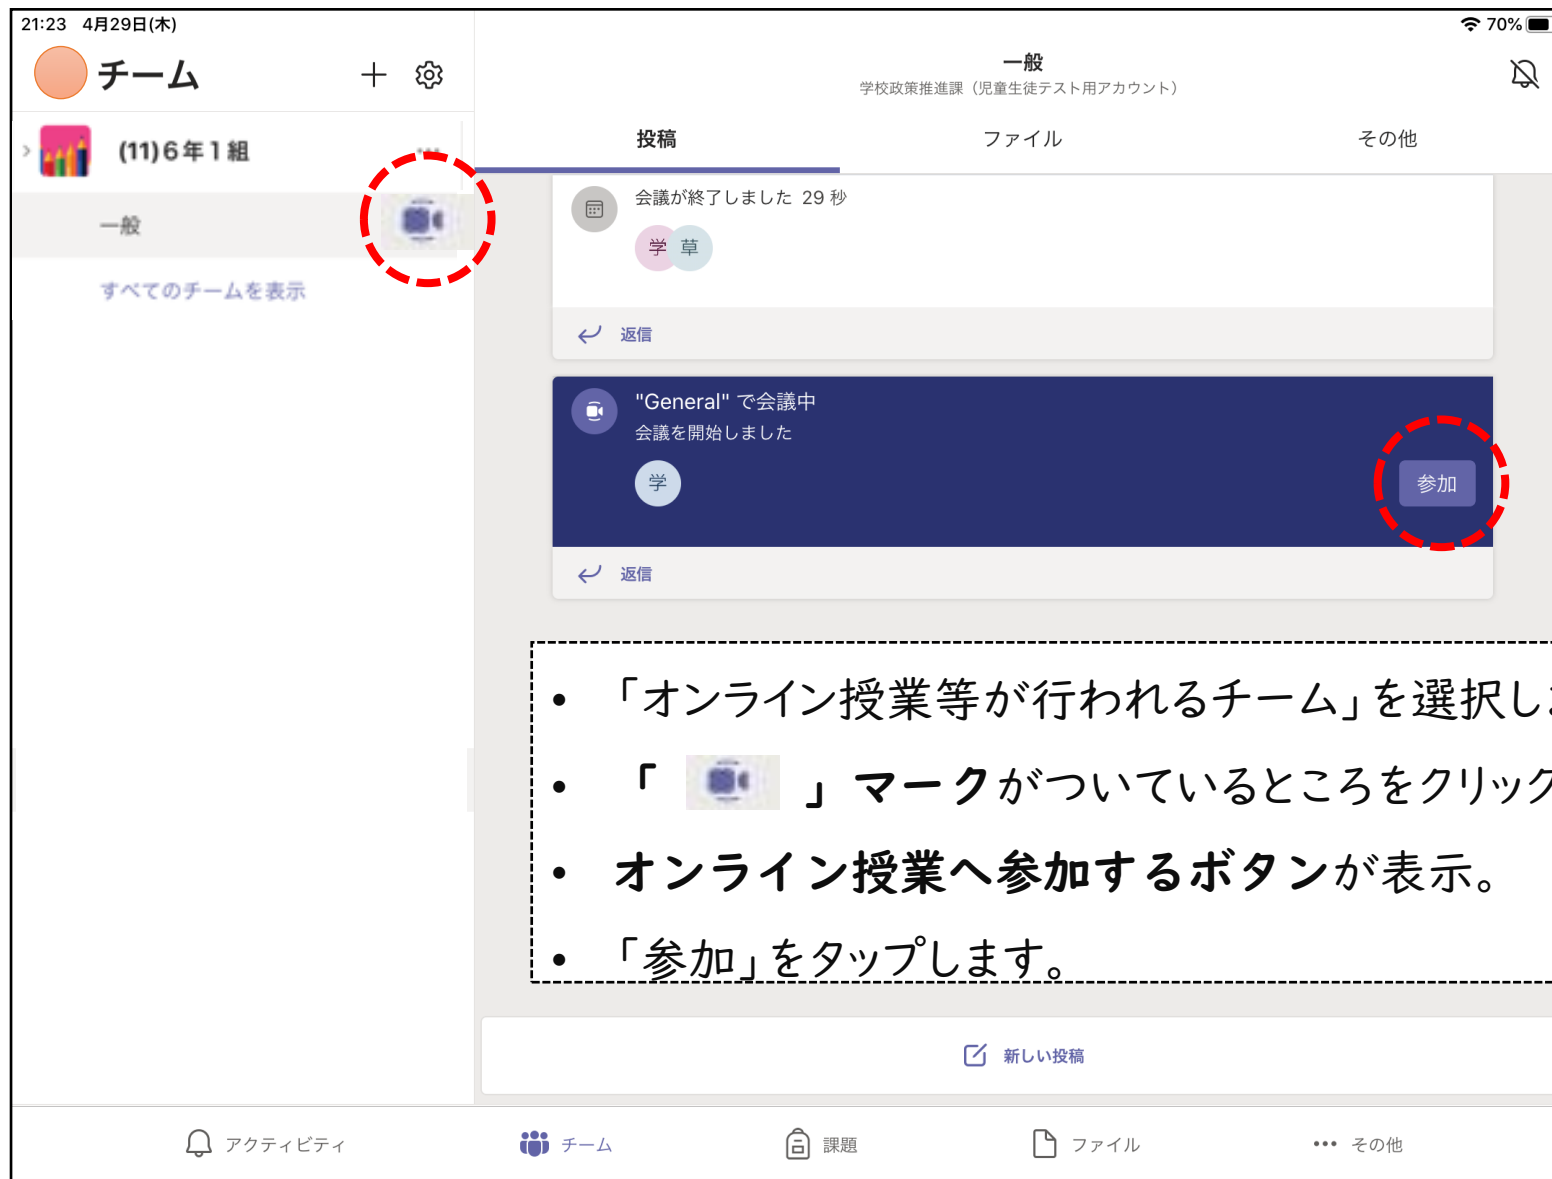 21:23 4月29日(木)
70%
チーム
一般
学校政策推進課（児童生徒テスト用アカウント）
投稿 ファイル その他
(11)６年１組
一般
すべてのチームを表示
会議が終了しました 29 秒
学 草
返信
"General" で会議中
会議を開始しました
学
参加
返信
• 「オンライン授業等が行われるチーム」を選択し
• 「 」マークがついているところをクリック
• オンライン授業へ参加するボタンが表示。
• 「参加」をタップします。
新しい投稿
アクティビティ チーム 課題 ファイル その他